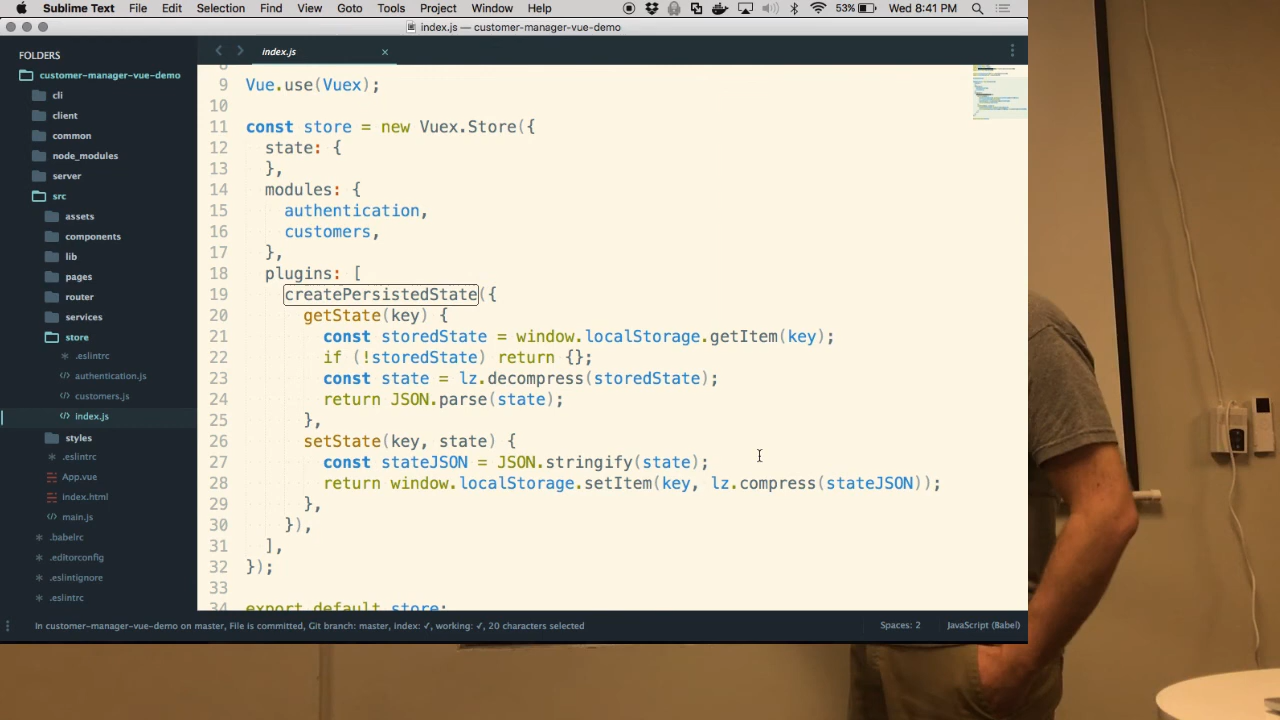 Sublime Text File Edit Selection Find View Goto Tools Project Window Help 53% Wed 8:41 PM
index.js — customer-manager-vue-demo
FOLDERS
customer-manager-vue-demo
cli
client
common
node_modules
server
src
assets
components
lib
pages
router
services
store
.eslintrc
authentication.js
customers.js
index.js
styles
.eslintrc
App.vue
index.html
main.js
.babelrc
.editorconfig
.eslintignore
.eslintrc
index.js
9 Vue.use(Vuex);
10
11 const store = new Vuex.Store({
12 state: {
13 },
14 modules: {
15 authentication,
16 customers,
17 },
18 plugins: [
19 createPersistedState({
20 getState(key) {
21 const storedState = window.localStorage.getItem(key);
22 if (!storedState) return {};
23 const state = lz.decompress(storedState);
24 return JSON.parse(state);
25 },
26 setState(key, state) {
27 const stateJSON = JSON.stringify(state);
28 return window.localStorage.setItem(key, lz.compress(stateJSON));
29 },
30 }),
31 ],
32 });
33
34 export default store;
In customer-manager-vue-demo on master, File is committed, Git branch: master, index: ✓, working: ✓, 20 characters selected
Spaces: 2 JavaScript (Babel)